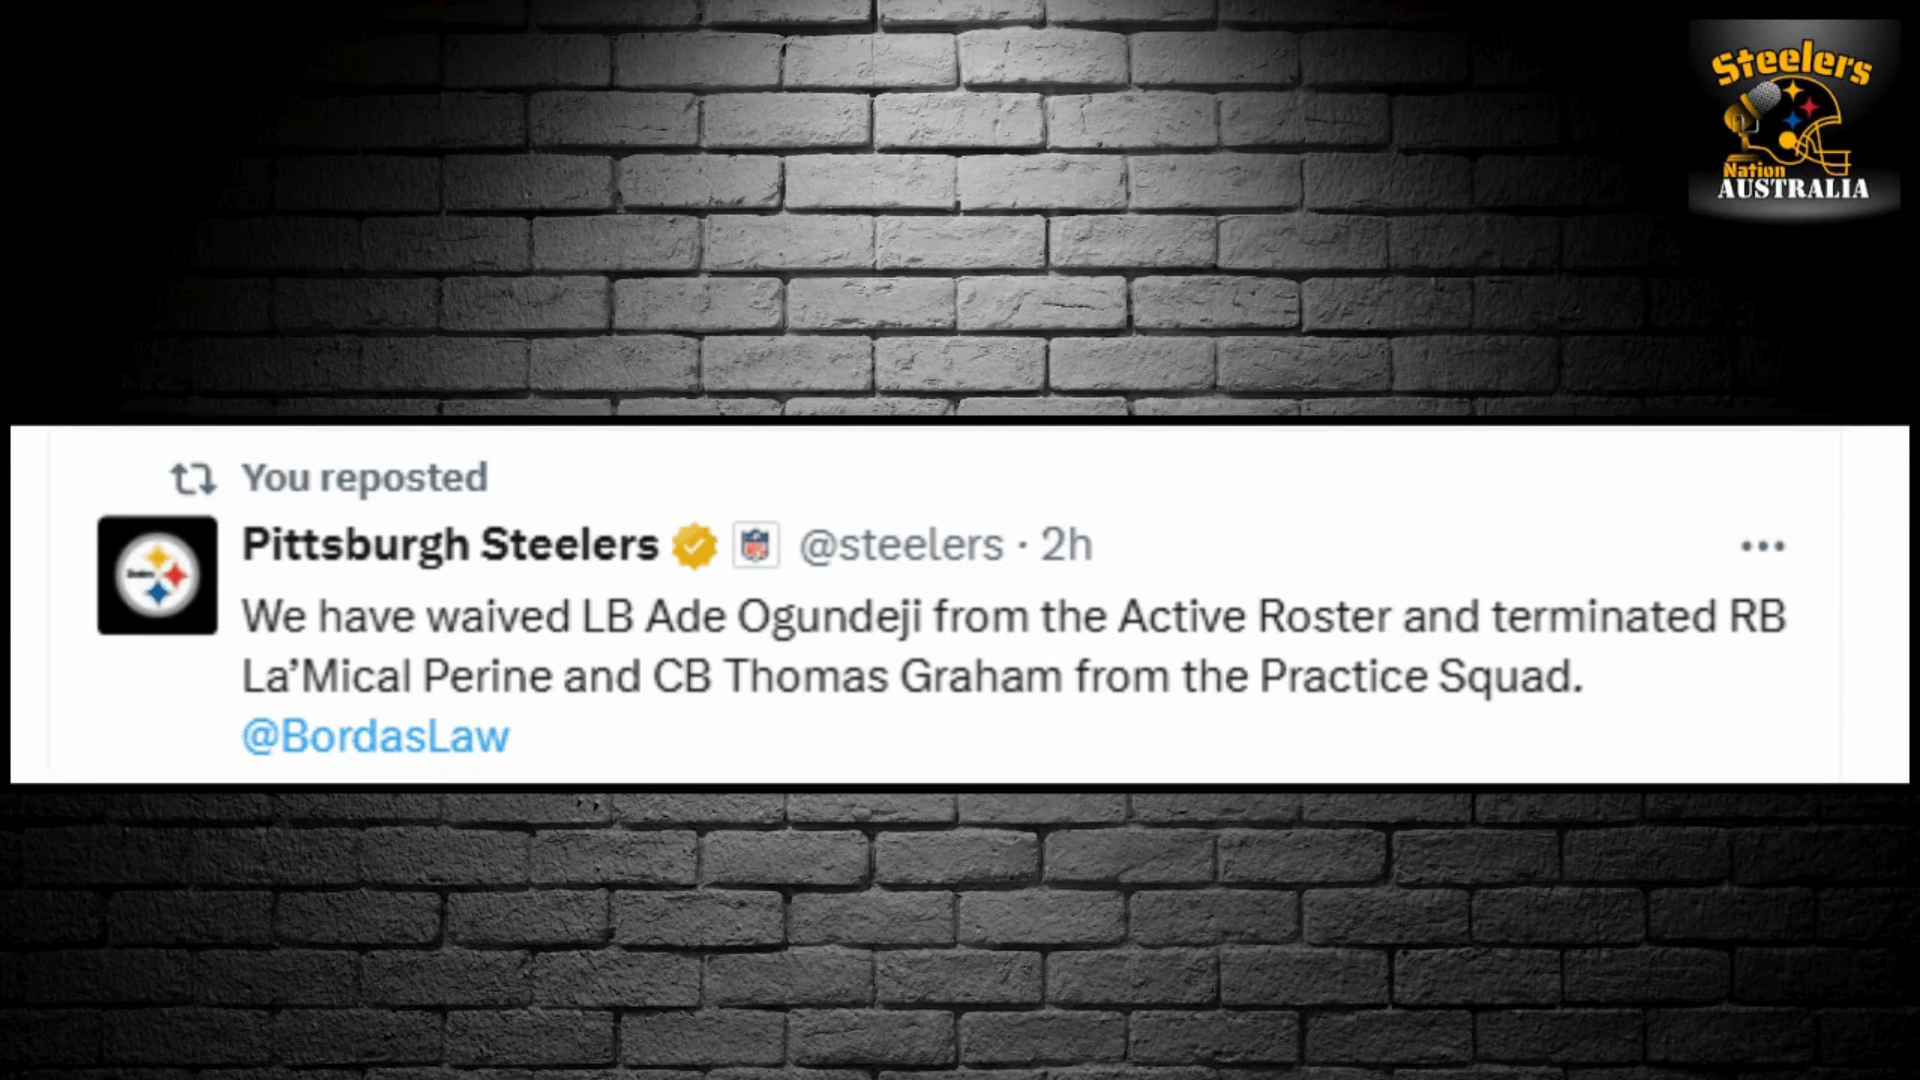 Steelers
Nation
AUSTRALIA
You reposted
Pittsburgh Steelers @steelers · 2h
We have waived LB Ade Ogundeji from the Active Roster and terminated RB
La’Mical Perine and CB Thomas Graham from the Practice Squad.
@BordasLaw